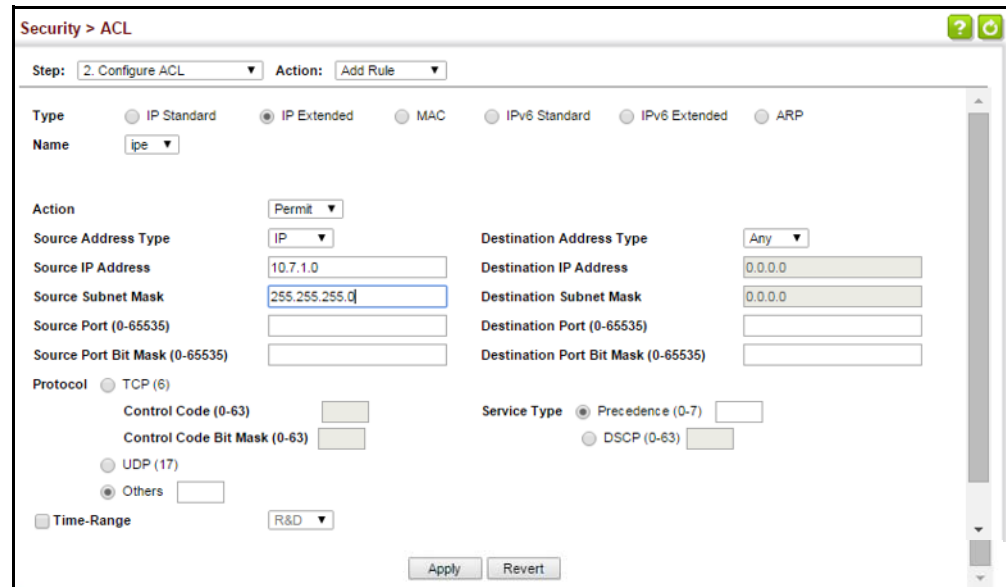 Security > ACL ?
Step: 2. Configure ACL Action: Add Rule
Type IP Standard IP Extended MAC IPv6 Standard IPv6 Extended ARP
Name ipe
Action Permit
Source Address Type IP Destination Address Type Any
Source IP Address 10.7.1.0 Destination IP Address 0.0.0.0
Source Subnet Mask 255.255.255.0 Destination Subnet Mask 0.0.0.0
Source Port (0-65535) Destination Port (0-65535)
Source Port Bit Mask (0-65535) Destination Port Bit Mask (0-65535)
Protocol TCP (6)
Control Code (0-63) Service Type Precedence (0-7)
Control Code Bit Mask (0-63) DSCP (0-63)
UDP (17)
Others
Time-Range R&D
Apply Revert